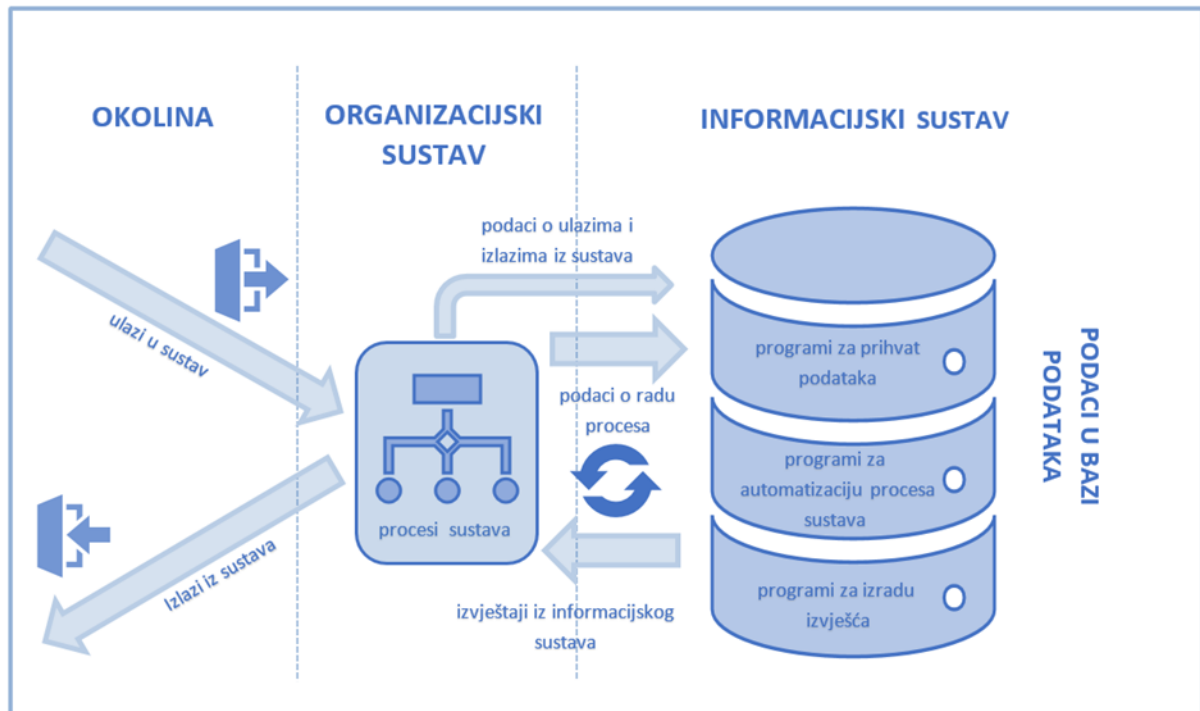 OKOLINA
ORGANIZACIJSKI
SUSTAV
INFORMACIJSKI SUSTAV
podaci o ulazima i
izlazima iz sustava
ulazi u sustav
programi za prihvat
podataka
podaci o radu
procesa
PODACI U BAZI
PODATAKA
programi za
automatizaciju procesa
sustava
procesi sustava
Izlazi iz sustava
izvještaji iz informacijskog
sustava
programi za izradu
izvješća